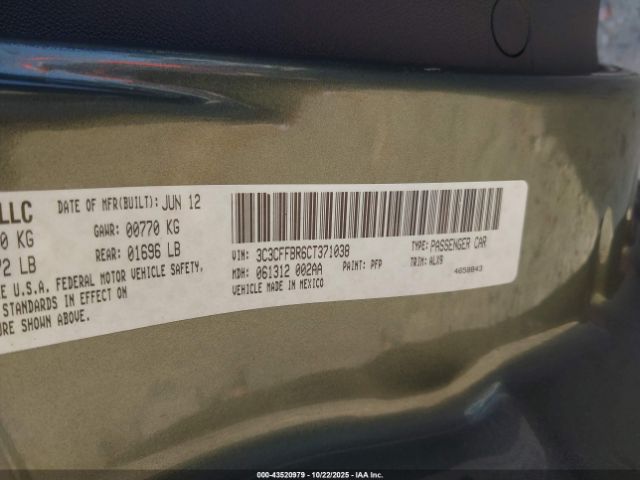 LLC
DATE OF MFR(BUILT): JUN 12
0 KG
GAWR: 00770 KG
2 LB
REAR: 01696 LB
E U.S.A. FEDERAL MOTOR VEHICLE SAFETY,
STANDARDS IN EFFECT ON
URE SHOWN ABOVE.
VIN: 3C3CFFBR6CT371038
TYPE: PASSENGER CAR
MDH: 061312 002AA
PAINT: PFP
TRIM: ALX9
VEHICLE MADE IN MEXICO
4658843
000-43520979 - 10/22/2025 - IAA Inc.